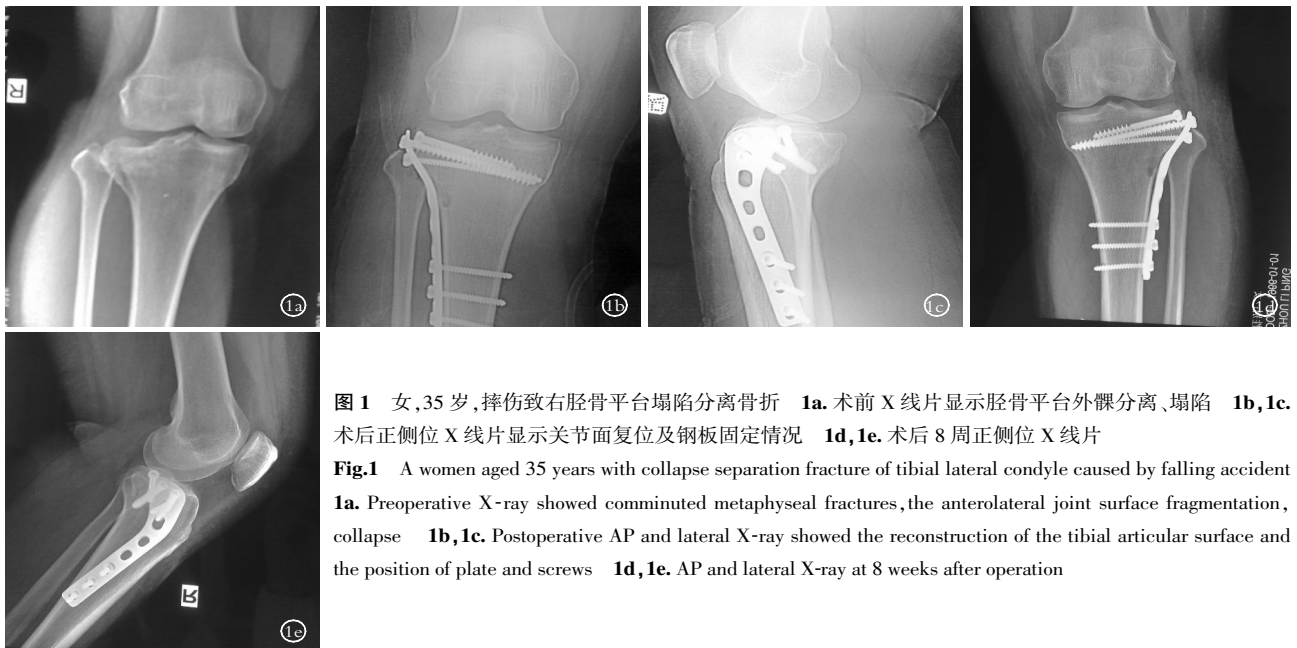 R
1a
1b
1c
1d
R
1e
图 1 女,35 岁,摔伤致右胫骨平台塌陷分离骨折 1a. 术前 X 线片显示胫骨平台外髁分离、塌陷 1b,1c.
术后正侧位 X 线片显示关节面复位及钢板固定情况 1d,1e. 术后 8 周正侧位 X 线片
Fig.1 A women aged 35 years with collapse separation fracture of tibial lateral condyle caused by falling accident
1a. Preoperative X-ray showed comminuted metaphyseal fractures,the anterolateral joint surface fragmentation,
collapse 1b,1c. Postoperative AP and lateral X-ray showed the reconstruction of the tibial articular surface and
the position of plate and screws 1d,1e. AP and lateral X-ray at 8 weeks after operation